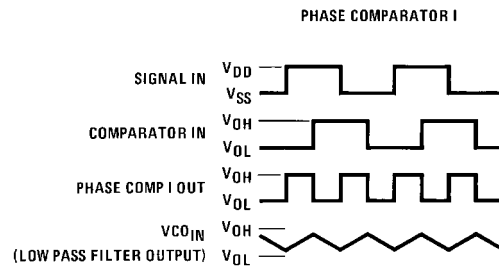 PHASE COMPARATOR I
SIGNAL IN
VDD
VSS
COMPARATOR IN
VOH
VOL
PHASE COMP I OUT
VOH
VOL
VCOIN
(LOW PASS FILTER OUTPUT)
VOH
VOL